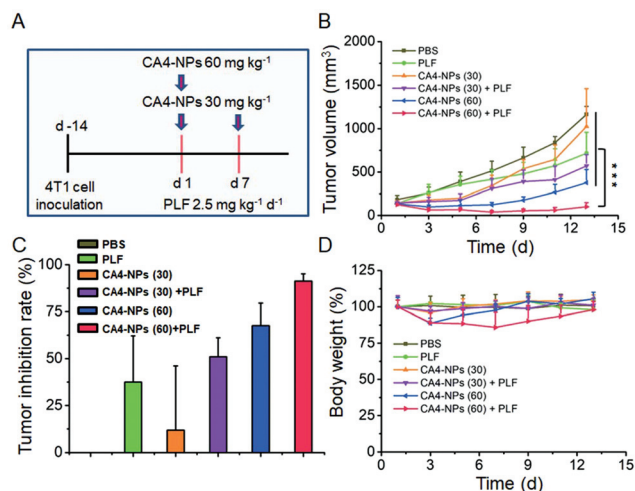 A
CA4-NPs 60 mg kg⁻¹
CA4-NPs 30 mg kg⁻¹
d -14
4T1 cell
inoculation
d 1
d 7
PLF 2.5 mg kg⁻¹ d⁻¹
B
Tumor volume (mm³)
2000
1500
1000
500
0
PBS
PLF
CA4-NPs (30)
CA4-NPs (30) + PLF
CA4-NPs (60)
CA4-NPs (60) + PLF
***
0
3
6
9
12
15
Time (d)
C
Tumor inhibition rate (%)
100
75
50
25
0
PBS
PLF
CA4-NPs (30)
CA4-NPs (30) +PLF
CA4-NPs (60)
CA4-NPs (60)+PLF
D
Body weight (%)
125
100
75
50
25
0
PBS
PLF
CA4-NPs (30)
CA4-NPs (30) + PLF
CA4-NPs (60)
CA4-NPs (60) + PLF
0
3
6
9
12
15
Time (d)